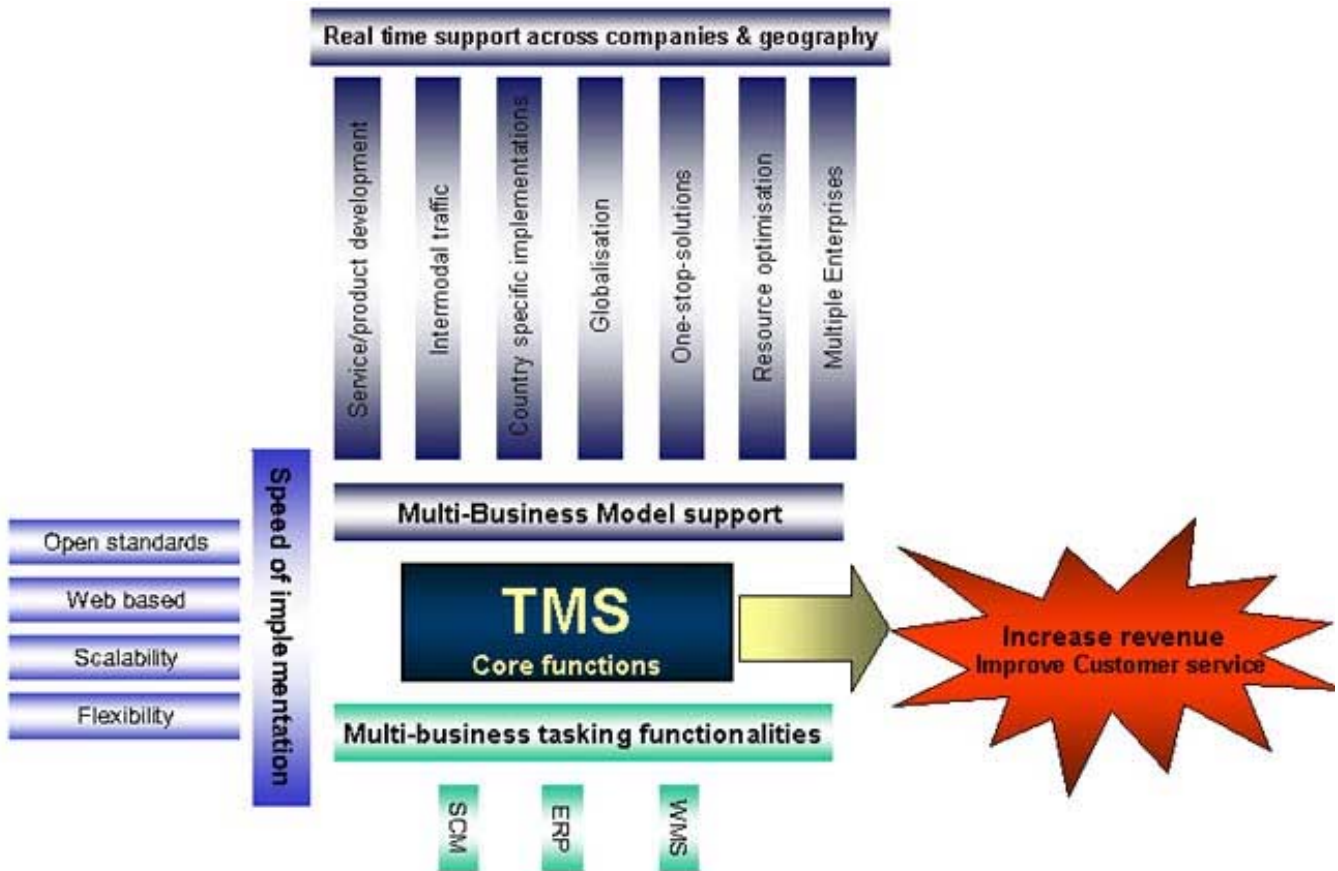 Real time support across companies & geography
Service/product development
Intermodal traffic
Country specific implementations
Globalisation
One-stop-solutions
Resource optimisation
Multiple Enterprises
Speed of implementation
Open standards
Web based
Scalability
Flexibility
Multi-Business Model support
TMS
Core functions
Increase revenue
Improve Customer service
Multi-business tasking functionalities
SCM
ERP
WMS